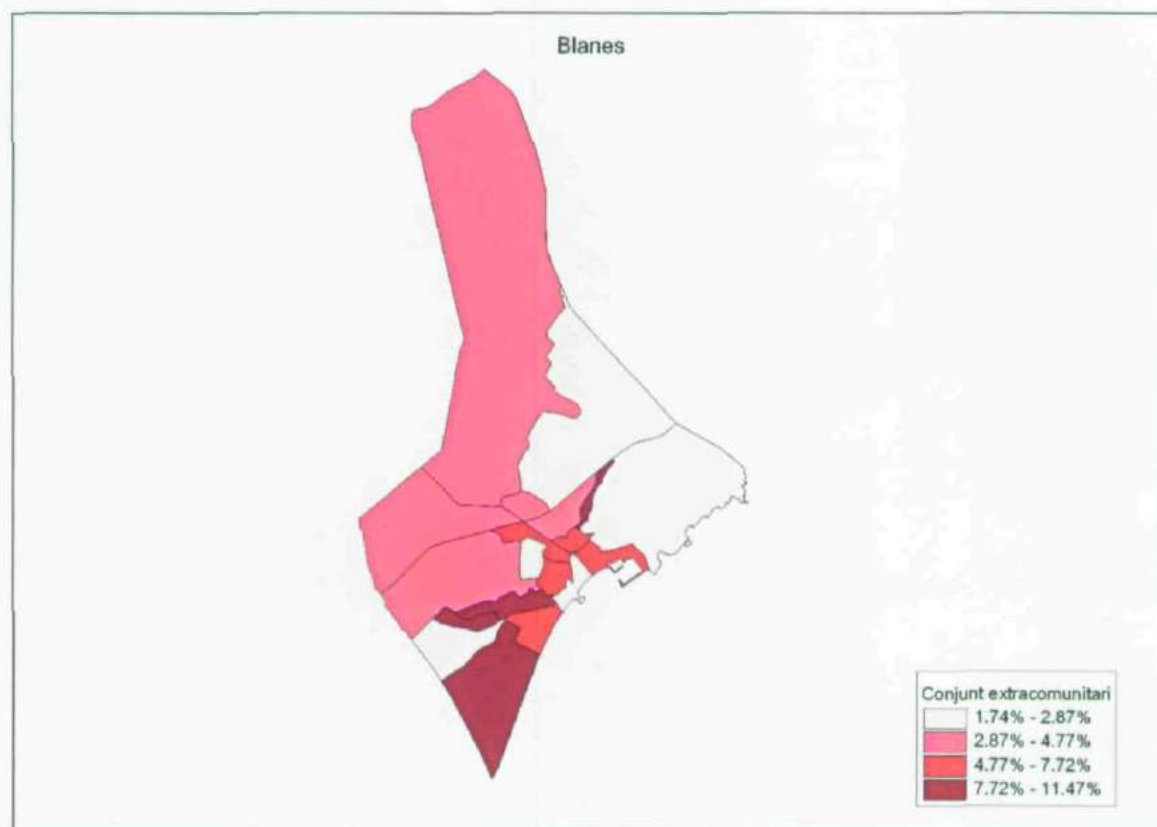 Blanes
Conjunt extracomunitari
1.74% - 2.87%
2.87% - 4.77%
4.77% - 7.72%
7.72% - 11.47%